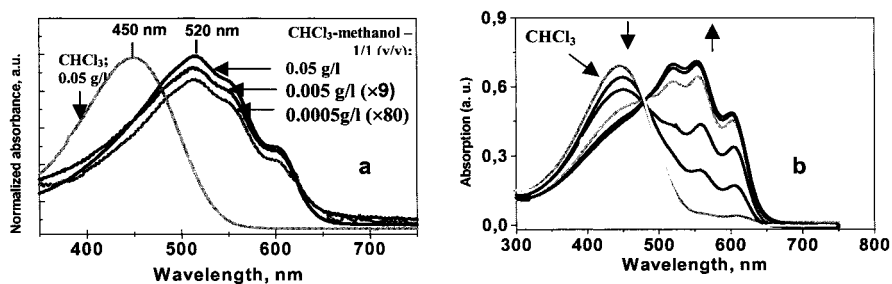 450 nm 520 nm
CHCl3-methanol –
1/1 (v/v):
CHCl3;
0.05 g/l
0.05 g/l
0.005 g/l (×9)
0.0005g/l (×80)
a
Normalized absorbance, a.u.
400 500 600 700
Wavelength, nm
0,9
0,6
0,3
0,0
CHCl3
b
Absorption (a. u.)
300 400 500 600 700 800
Wavelength, nm